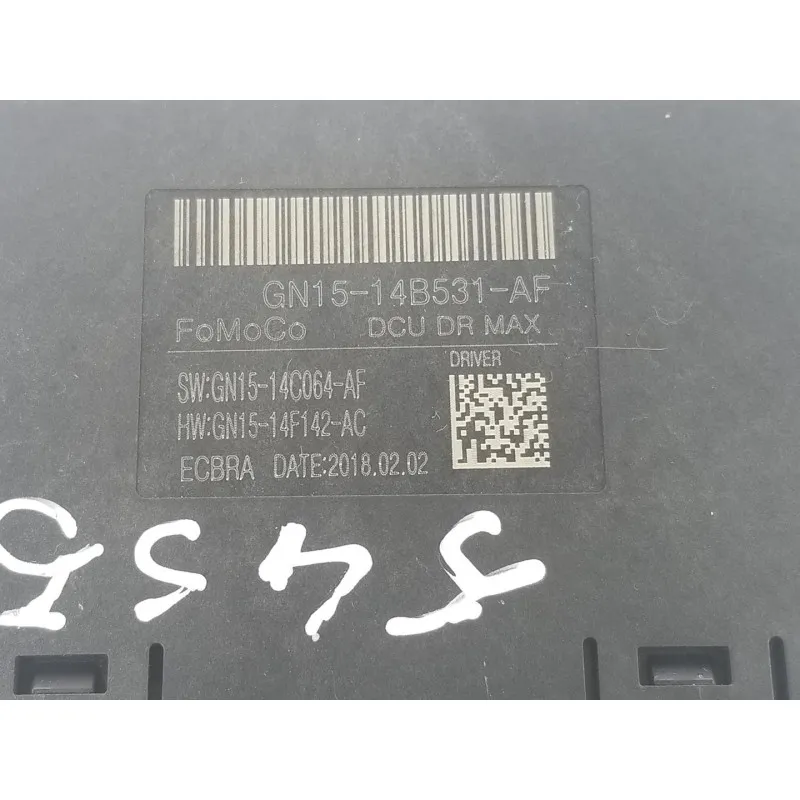 GN15-14B531-AF
FoMoCo DCU DR MAX
DRIVER
SW:GN15-14C064-AF
HW:GN15-14F142-AC
ECBRA DATE:2018.02.02